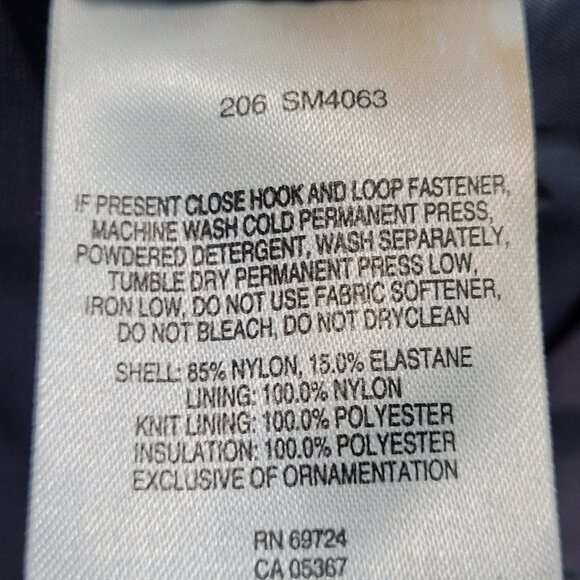 206 SM4063
IF PRESENT CLOSE HOOK AND LOOP FASTENER,
MACHINE WASH COLD PERMANENT PRESS,
POWDERED DETERGENT, WASH SEPARATELY,
TUMBLE DRY PERMANENT PRESS LOW,
IRON LOW, DO NOT USE FABRIC SOFTENER,
DO NOT BLEACH, DO NOT DRYCLEAN
SHELL: 85% NYLON, 15.0% ELASTANE
LINING: 100.0% NYLON
KNIT LINING: 100.0% POLYESTER
INSULATION: 100.0% POLYESTER
EXCLUSIVE OF ORNAMENTATION
RN 69724
CA 05367